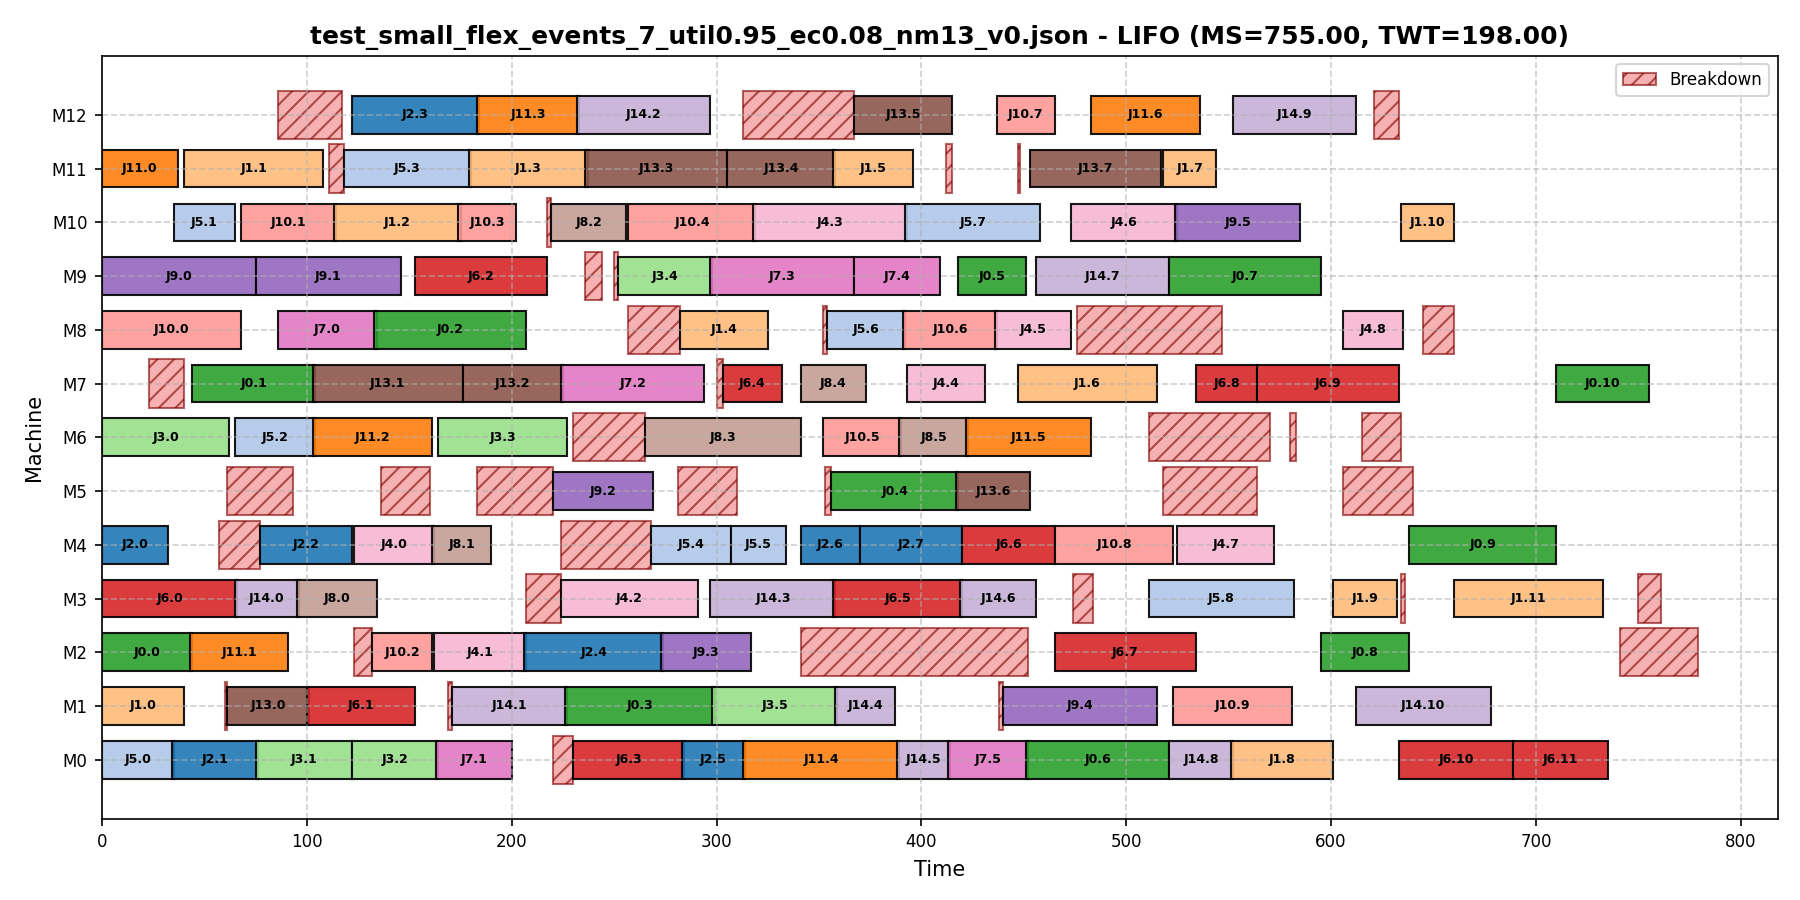 test_small_flex_events_7_util0.95_ec0.08_nm13_v0.json - LIFO (MS=755.00, TWT=198.00)
Breakdown
M12 J2.3 J11.3 J14.2 J13.5 J10.7 J11.6 J14.9
M11 J11.0 J1.1 J5.3 J1.3 J13.3 J13.4 J1.5 J13.7 J1.7
M10 J5.1 J10.1 J1.2 J10.3 J8.2 J10.4 J4.3 J5.7 J4.6 J9.5 J1.10
M9 J9.0 J9.1 J6.2 J3.4 J7.3 J7.4 J0.5 J14.7 J0.7
M8 J10.0 J7.0 J0.2 J1.4 J5.6 J10.6 J4.5 J4.8
M7 J0.1 J13.1 J13.2 J7.2 J6.4 J8.4 J4.4 J1.6 J6.8 J6.9 J0.10
M6 J3.0 J5.2 J11.2 J3.3 J8.3 J10.5 J8.5 J11.5
M5 J9.2 J0.4 J13.6
M4 J2.0 J2.2 J4.0 J8.1 J5.4 J5.5 J2.6 J2.7 J6.6 J10.8 J4.7 J0.9
M3 J6.0 J14.0 J8.0 J4.2 J14.3 J6.5 J14.6 J5.8 J1.9 J1.11
M2 J0.0 J11.1 J10.2 J4.1 J2.4 J9.3 J6.7 J0.8
M1 J1.0 J13.0 J6.1 J14.1 J0.3 J3.5 J14.4 J9.4 J10.9 J14.10
M0 J5.0 J2.1 J3.1 J3.2 J7.1 J6.3 J2.5 J11.4 J14.5 J7.5 J0.6 J14.8 J1.8 J6.10 J6.11
Machine
0 100 200 300 400 500 600 700 800
Time